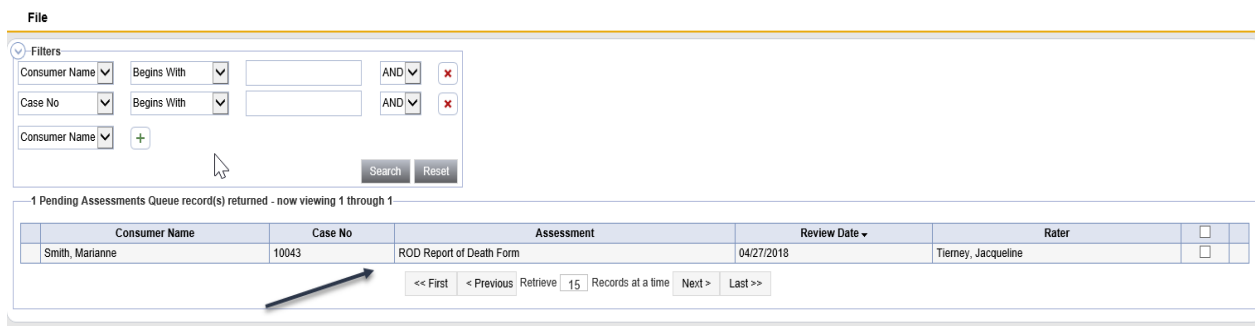 File
Filters
Consumer Name Begins With AND
Case No Begins With AND
Consumer Name
Search Reset
1 Pending Assessments Queue record(s) returned - now viewing 1 through 1
Consumer Name Case No Assessment Review Date Rater
Smith, Marianne 10043 ROD Report of Death Form 04/27/2018 Tierney, Jacqueline
<< First < Previous Retrieve 15 Records at a time Next > Last >>